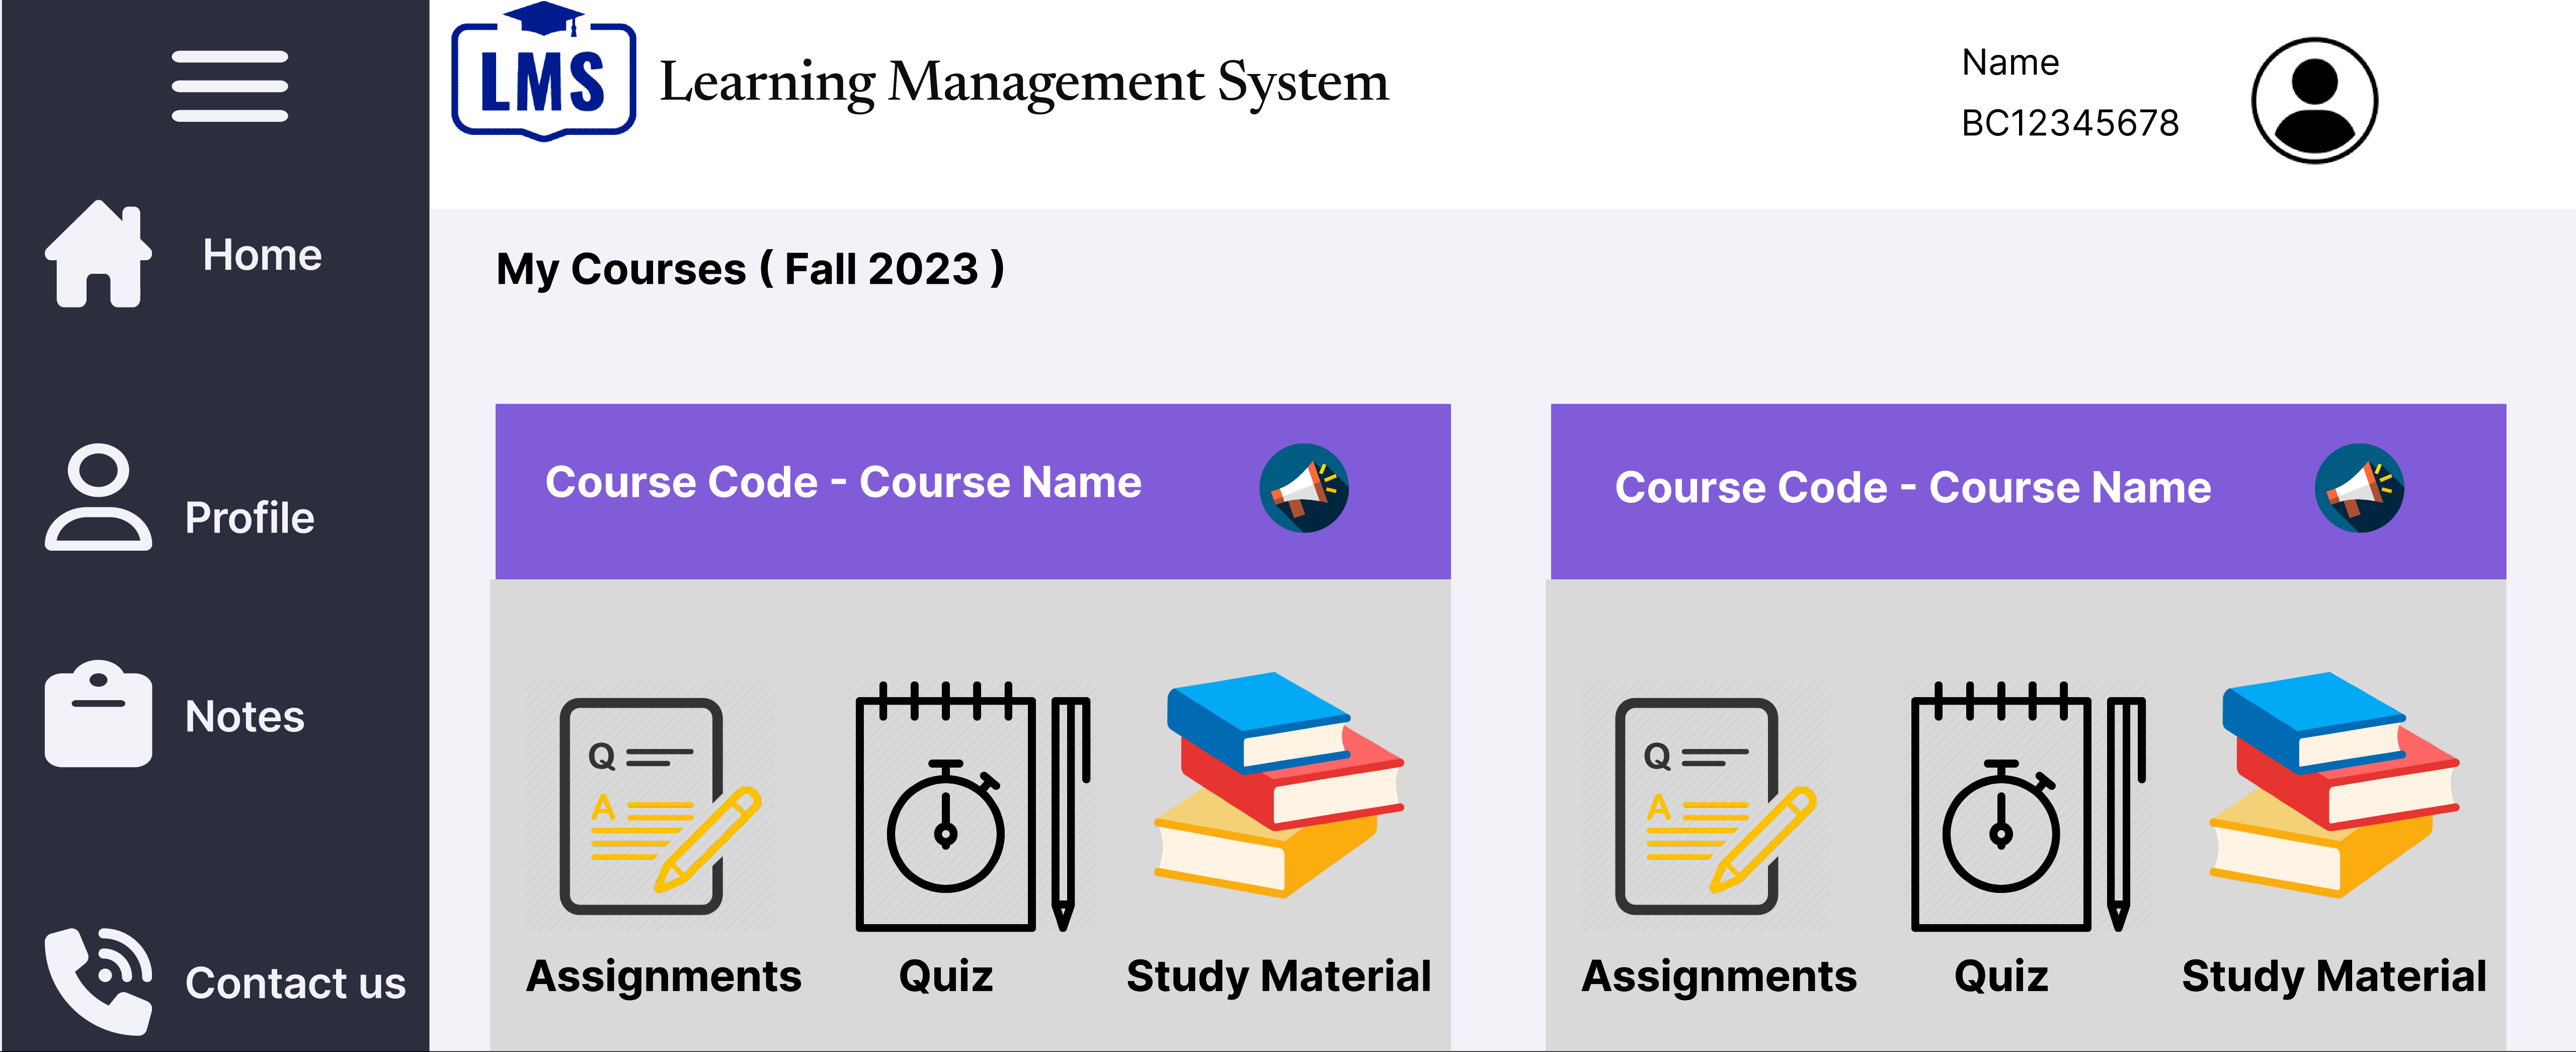 LMS
Learning Management System
Name
BC12345678
Home
Profile
Notes
Contact us
My Courses ( Fall 2023 )
Course Code - Course Name
Q
A
Assignments
Quiz
Study Material
Course Code - Course Name
Q
A
Assignments
Quiz
Study Material